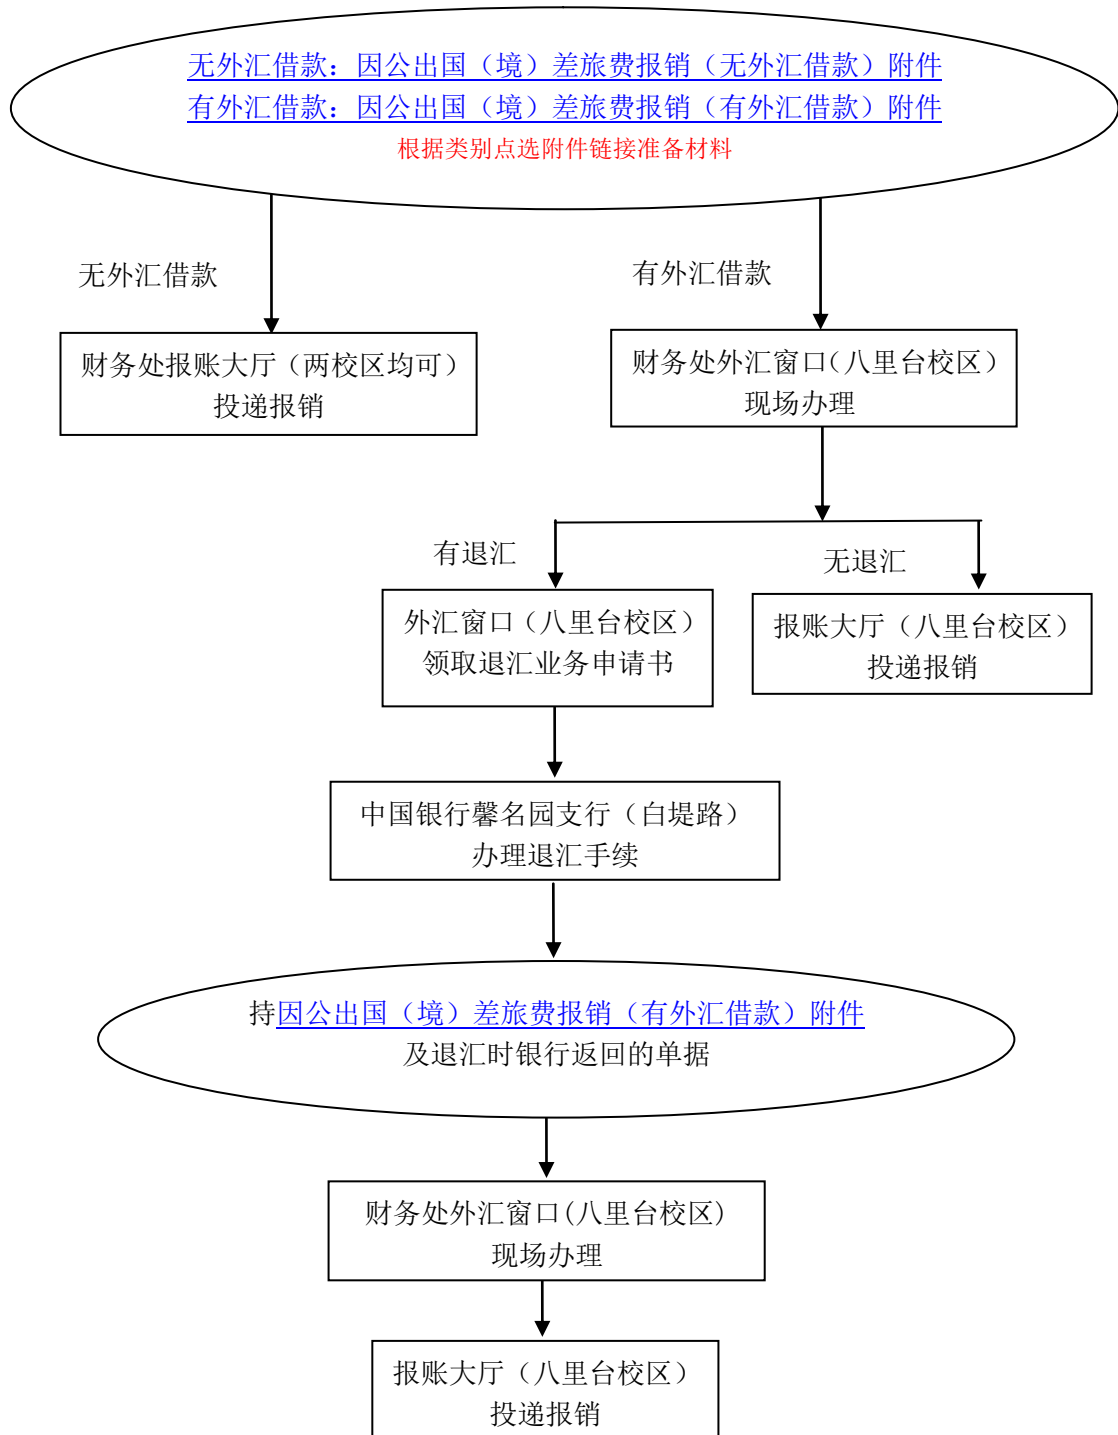 无外汇借款：因公出国（境）差旅费报销（无外汇借款）附件
有外汇借款：因公出国（境）差旅费报销（有外汇借款）附件
根据类别点选附件链接准备材料
无外汇借款
有外汇借款
财务处报账大厅（两校区均可）
投递报销
财务处外汇窗口(八里台校区）
现场办理
有退汇
无退汇
外汇窗口（八里台校区）
领取退汇业务申请书
报账大厅（八里台校区）
投递报销
中国银行馨名园支行（白堤路）
办理退汇手续
持因公出国（境）差旅费报销（有外汇借款）附件
及退汇时银行返回的单据
财务处外汇窗口(八里台校区)
现场办理
报账大厅（八里台校区）
投递报销